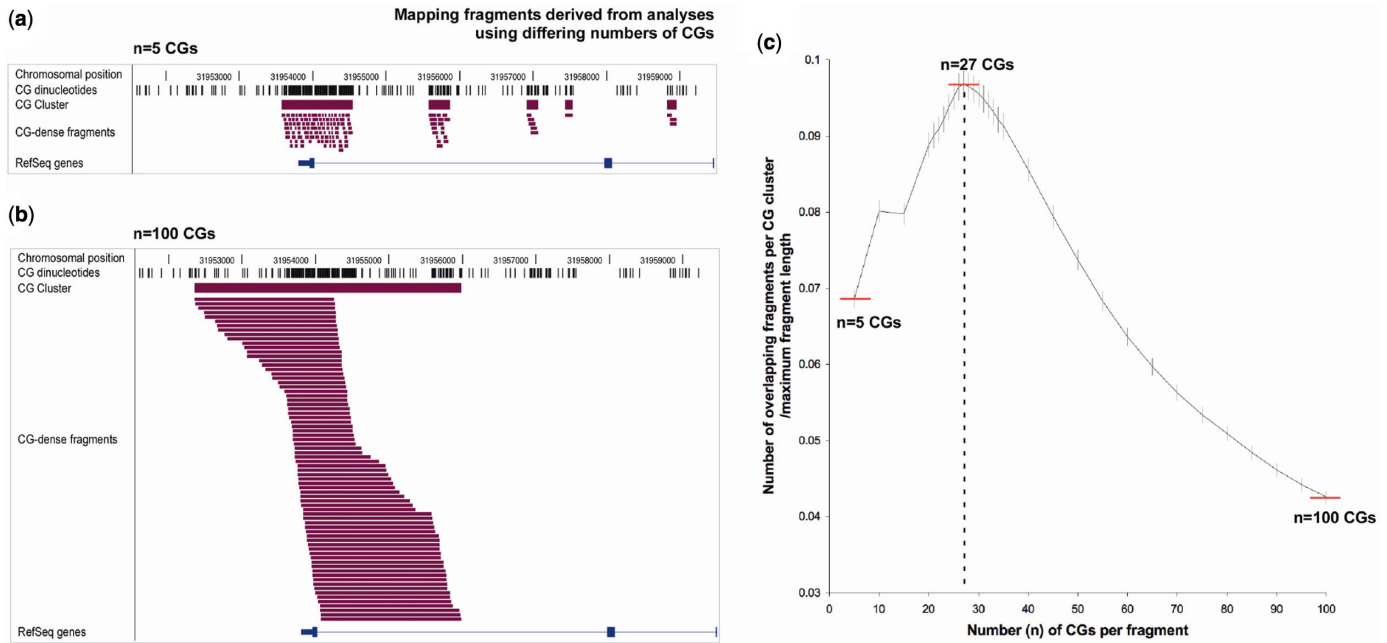 (a)
Mapping fragments derived from analyses
using differing numbers of CGs
n=5 CGs
Chromosomal position 31953000 31954000 31955000 31956000 31957000 31958000 31959000
CG dinucleotides
CG Cluster
CG-dense fragments
RefSeq genes
(b)
n=100 CGs
Chromosomal position 31953000 31954000 31955000 31956000 31957000 31958000 31959000
CG dinucleotides
CG Cluster
CG-dense fragments
RefSeq genes
(c)
Number of overlapping fragments per CG cluster
/maximum fragment length
0.1
0.09
0.08
0.07
0.06
0.05
0.04
0.03
n=27 CGs
n=5 CGs
n=100 CGs
0 10 20 30 40 50 60 70 80 90 100
Number (n) of CGs per fragment